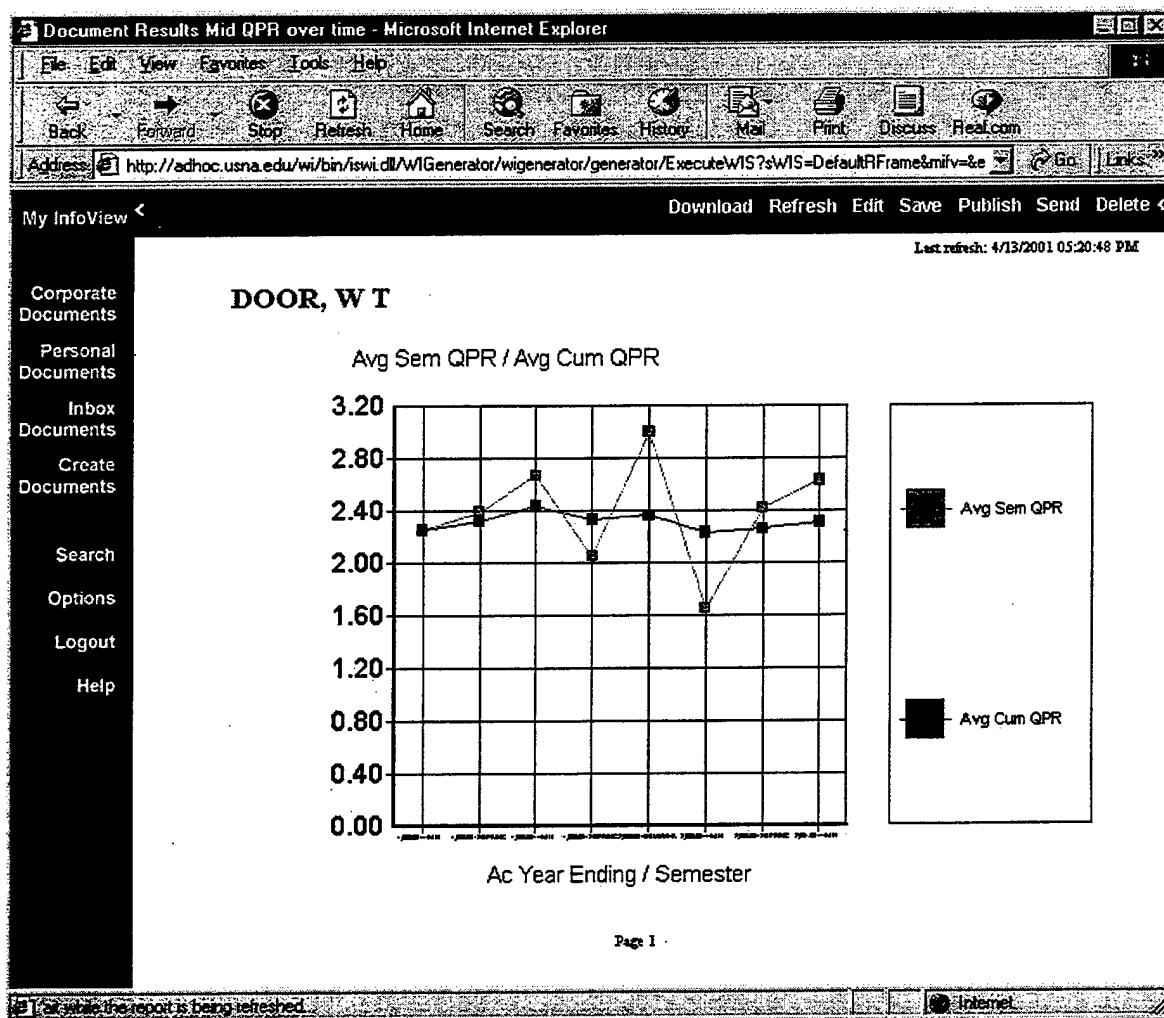 Document Results Mid QPR over time - Microsoft Internet Explorer
File Edit View Favorites Tools Help
Back Forward Stop Refresh Home Search Favorites History Mail Print Discuss Real.com
Address http://adhoc.usna.edu/wi/bin/iswi.dll/WIGenerator/wigenerator/generator/ExecuteWIS?sWIS=DefaultRFrame&mifv=&e Go Links »
My InfoView < Download Refresh Edit Save Publish Send Delete
Last refresh: 4/13/2001 05:20:48 PM
Corporate
Documents
Personal
Documents
Inbox
Documents
Create
Documents
Search
Options
Logout
Help
DOOR, W T
Avg Sem QPR / Avg Cum QPR
3.20
2.80
2.40
2.00
1.60
1.20
0.80
0.40
0.00
Avg Sem QPR
Avg Cum QPR
Ac Year Ending / Semester
Page 1
while the report is being refreshed...
Internet